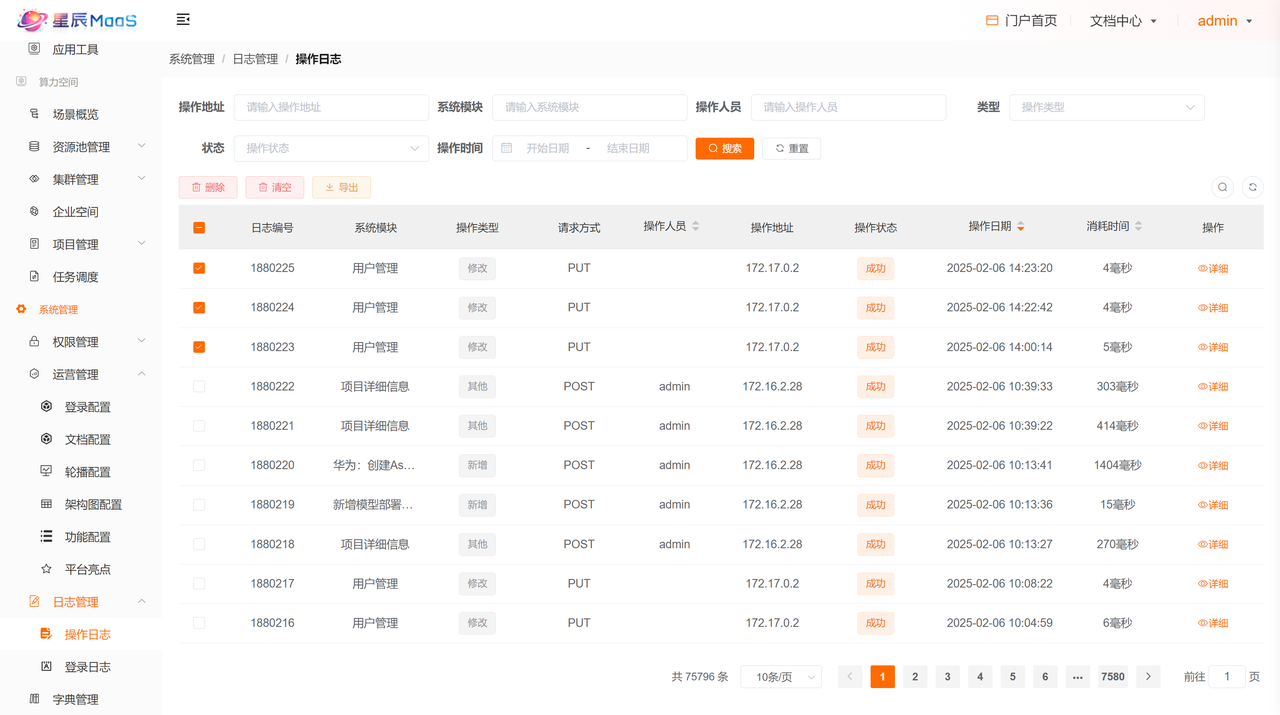 星辰MaaS
门户首页 文档中心 admin
应用工具
算力空间
场景概览
资源池管理
集群管理
企业空间
项目管理
任务调度
系统管理
权限管理
运营管理
登录配置
文档配置
轮播配置
架构图配置
功能配置
平台亮点
日志管理
操作日志
登录日志
字典管理
系统管理 / 日志管理 / 操作日志
操作地址 请输入操作地址 系统模块 请输入系统模块 操作人员 请输入操作人员 类型 操作类型
状态 操作状态 操作时间 开始日期 - 结束日期 搜索 重置
删除 清空 导出
日志编号 系统模块 操作类型 请求方式 操作人员 操作地址 操作状态 操作日期 消耗时间 操作
1880225 用户管理 修改 PUT 172.17.0.2 成功 2025-02-06 14:23:20 4毫秒 详细
1880224 用户管理 修改 PUT 172.17.0.2 成功 2025-02-06 14:22:42 4毫秒 详细
1880223 用户管理 修改 PUT 172.17.0.2 成功 2025-02-06 14:00:14 5毫秒 详细
1880222 项目详细信息 其他 POST admin 172.16.2.28 成功 2025-02-06 10:39:33 303毫秒 详细
1880221 项目详细信息 其他 POST admin 172.16.2.28 成功 2025-02-06 10:39:22 414毫秒 详细
1880220 华为：创建As... 新增 POST admin 172.16.2.28 成功 2025-02-06 10:13:41 1404毫秒 详细
1880219 新增模型部署... 新增 POST admin 172.16.2.28 成功 2025-02-06 10:13:36 15毫秒 详细
1880218 项目详细信息 其他 POST admin 172.16.2.28 成功 2025-02-06 10:13:27 270毫秒 详细
1880217 用户管理 修改 PUT 172.17.0.2 成功 2025-02-06 10:08:22 4毫秒 详细
1880216 用户管理 修改 PUT 172.17.0.2 成功 2025-02-06 10:04:59 6毫秒 详细
共 75796 条 10条/页 1 2 3 4 5 6 ... 7580 前往 1 页